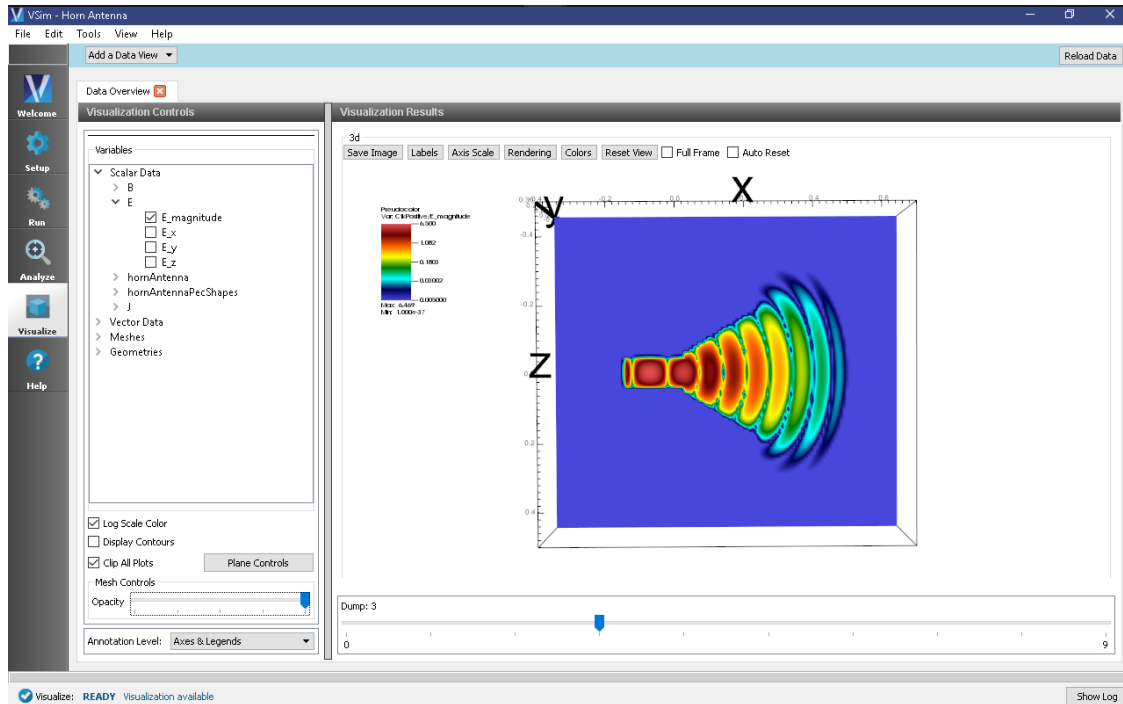 VSim - Horn Antenna
File Edit Tools View Help
Add a Data View
Reload Data
Welcome
Setup
Run
Analyze
Visualize
Help
Data Overview
Visualization Controls
Variables
Scalar Data
B
E
E_magnitude
E_x
E_y
E_z
hornAntenna
hornAntennaPecShapes
J
Vector Data
Meshes
Geometries
Log Scale Color
Display Contours
Clip All Plots
Plane Controls
Mesh Controls
Opacity
Annotation Level: Axes & Legends
Visualization Results
3d
Save Image Labels Axis Scale Rendering Colors Reset View Full Frame Auto Reset
Pseudocolor
Var: ClkPositive/E_magnitude
6.500
1.082
0.1803
0.03002
0.005000
Max: 6.469
Min: 1.000e-37
X
y
Z
-0.2 0.0 0.6
-0.4
-0.2
0.2
0.4
Dump: 3
0 9
Visualize: READY Visualization available
Show Log